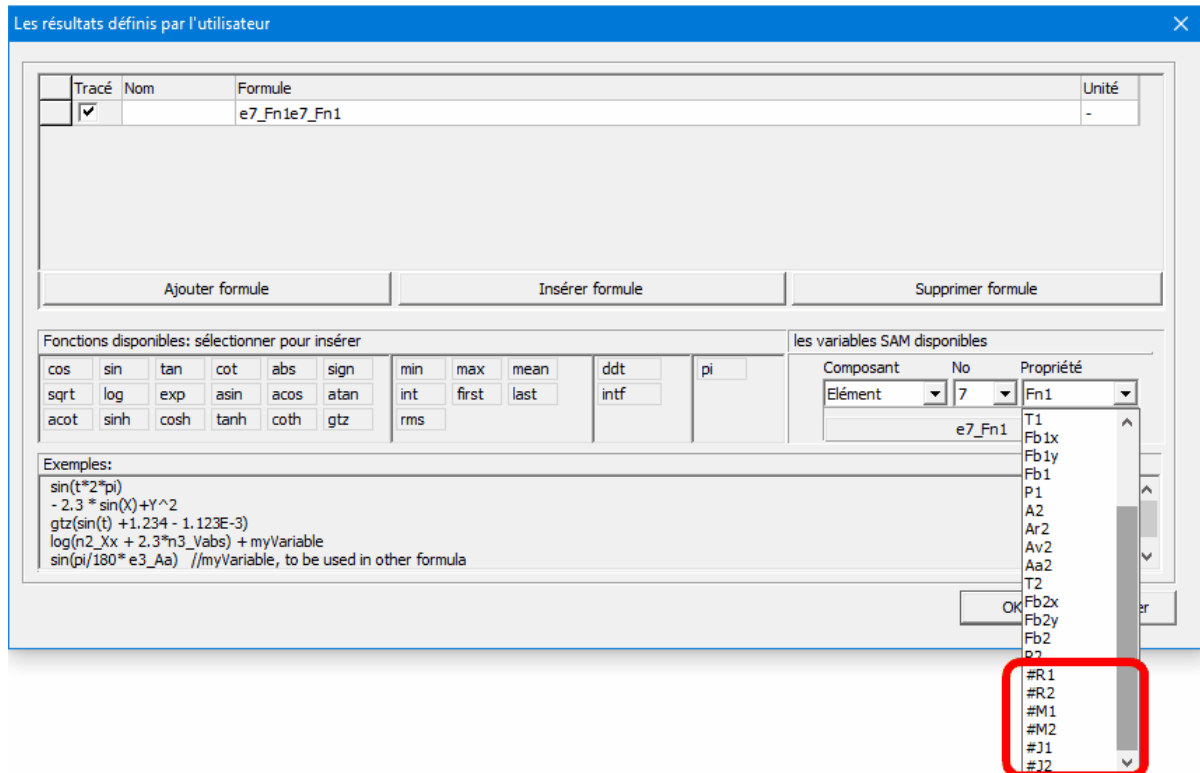 Les résultats définis par l'utilisateur
Tracé Nom Formule Unité
e7_Fn1e7_Fn1 -
Ajouter formule Insérer formule Supprimer formule
Fonctions disponibles: sélectionner pour insérer
cos sin tan cot abs sign min max mean ddt pi
sqrt log exp asin acos atan int first last intf
acot sinh cosh tanh coth gtz rms
les variables SAM disponibles
Composant No Propriété
Elément 7 Fn1
e7_Fn1
T1
Fb1x
Fb1y
Fb1
P1
A2
Ar2
Av2
Aa2
T2
Fb2x
Fb2y
Fb2
P2
#R1
#R2
#M1
#M2
#J1
#J2
Exemples:
sin(t*2*pi)
- 2.3 * sin(X)+Y^2
gtz(sin(t) +1.234 - 1.123E-3)
log(n2_Xx + 2.3*n3_Vabs) + myVariable
sin(pi/180* e3_Aa) //myVariable, to be used in other formula
OK er